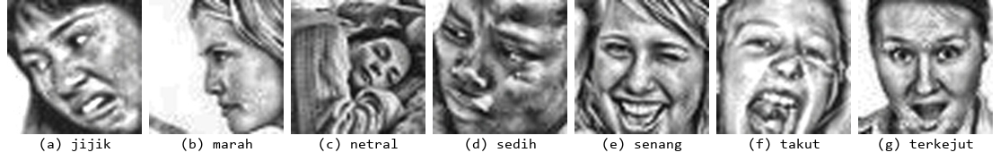 (a) jijik (b) marah (c) netral (d) sedih (e) senang (f) takut (g) terkejut